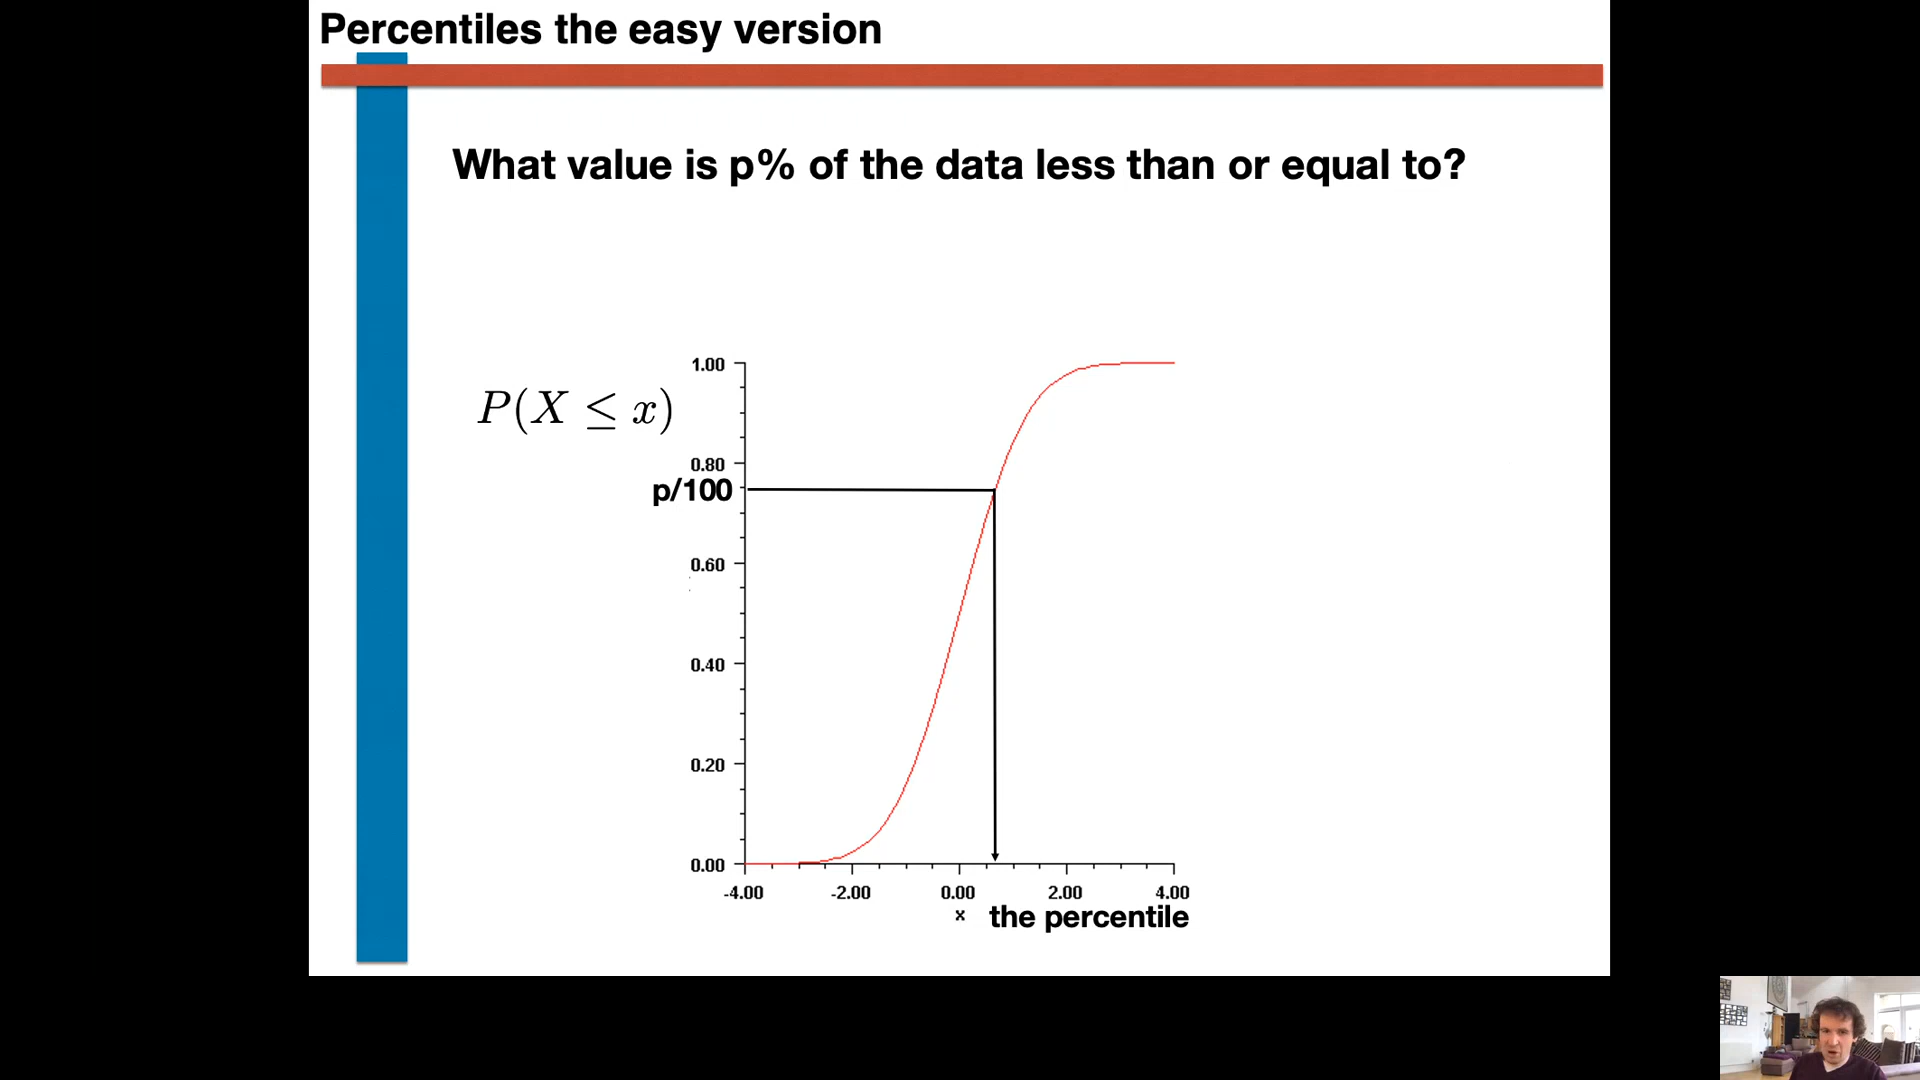 Percentiles the easy version
What value is p% of the data less than or equal to?
P(X ≤ x)
1.00
0.80
p/100
0.60
0.40
0.20
0.00
-4.00 -2.00 0.00 2.00 4.00
x the percentile